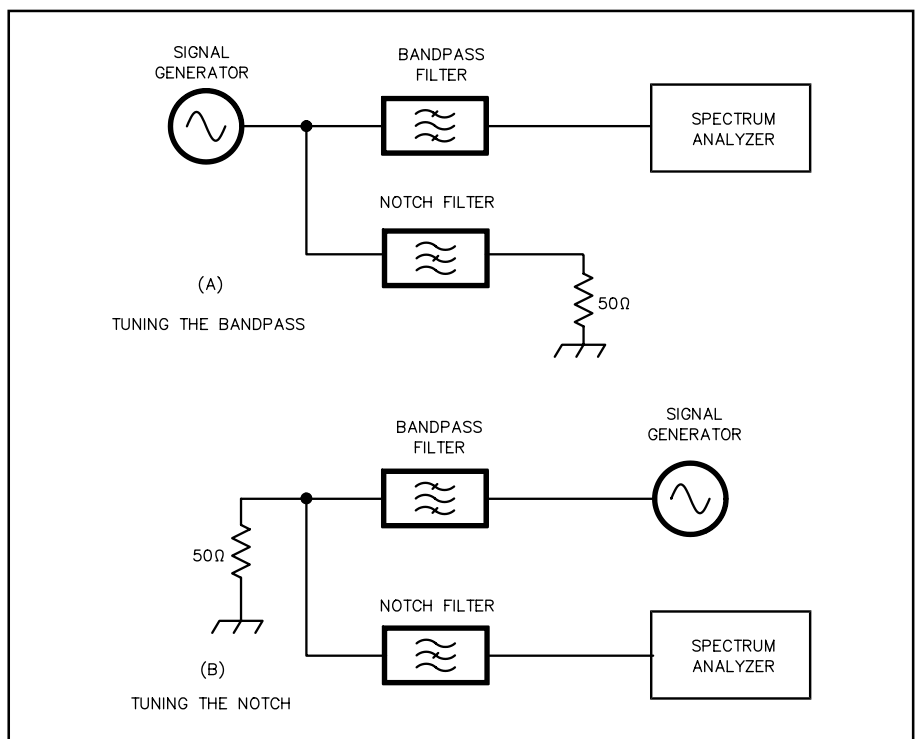 SIGNAL
GENERATOR
BANDPASS
FILTER
SPECTRUM
ANALYZER
NOTCH FILTER
50Ω
(A)
TUNING THE BANDPASS
BANDPASS
FILTER
SIGNAL
GENERATOR
50Ω
NOTCH FILTER
SPECTRUM
ANALYZER
(B)
TUNING THE NOTCH